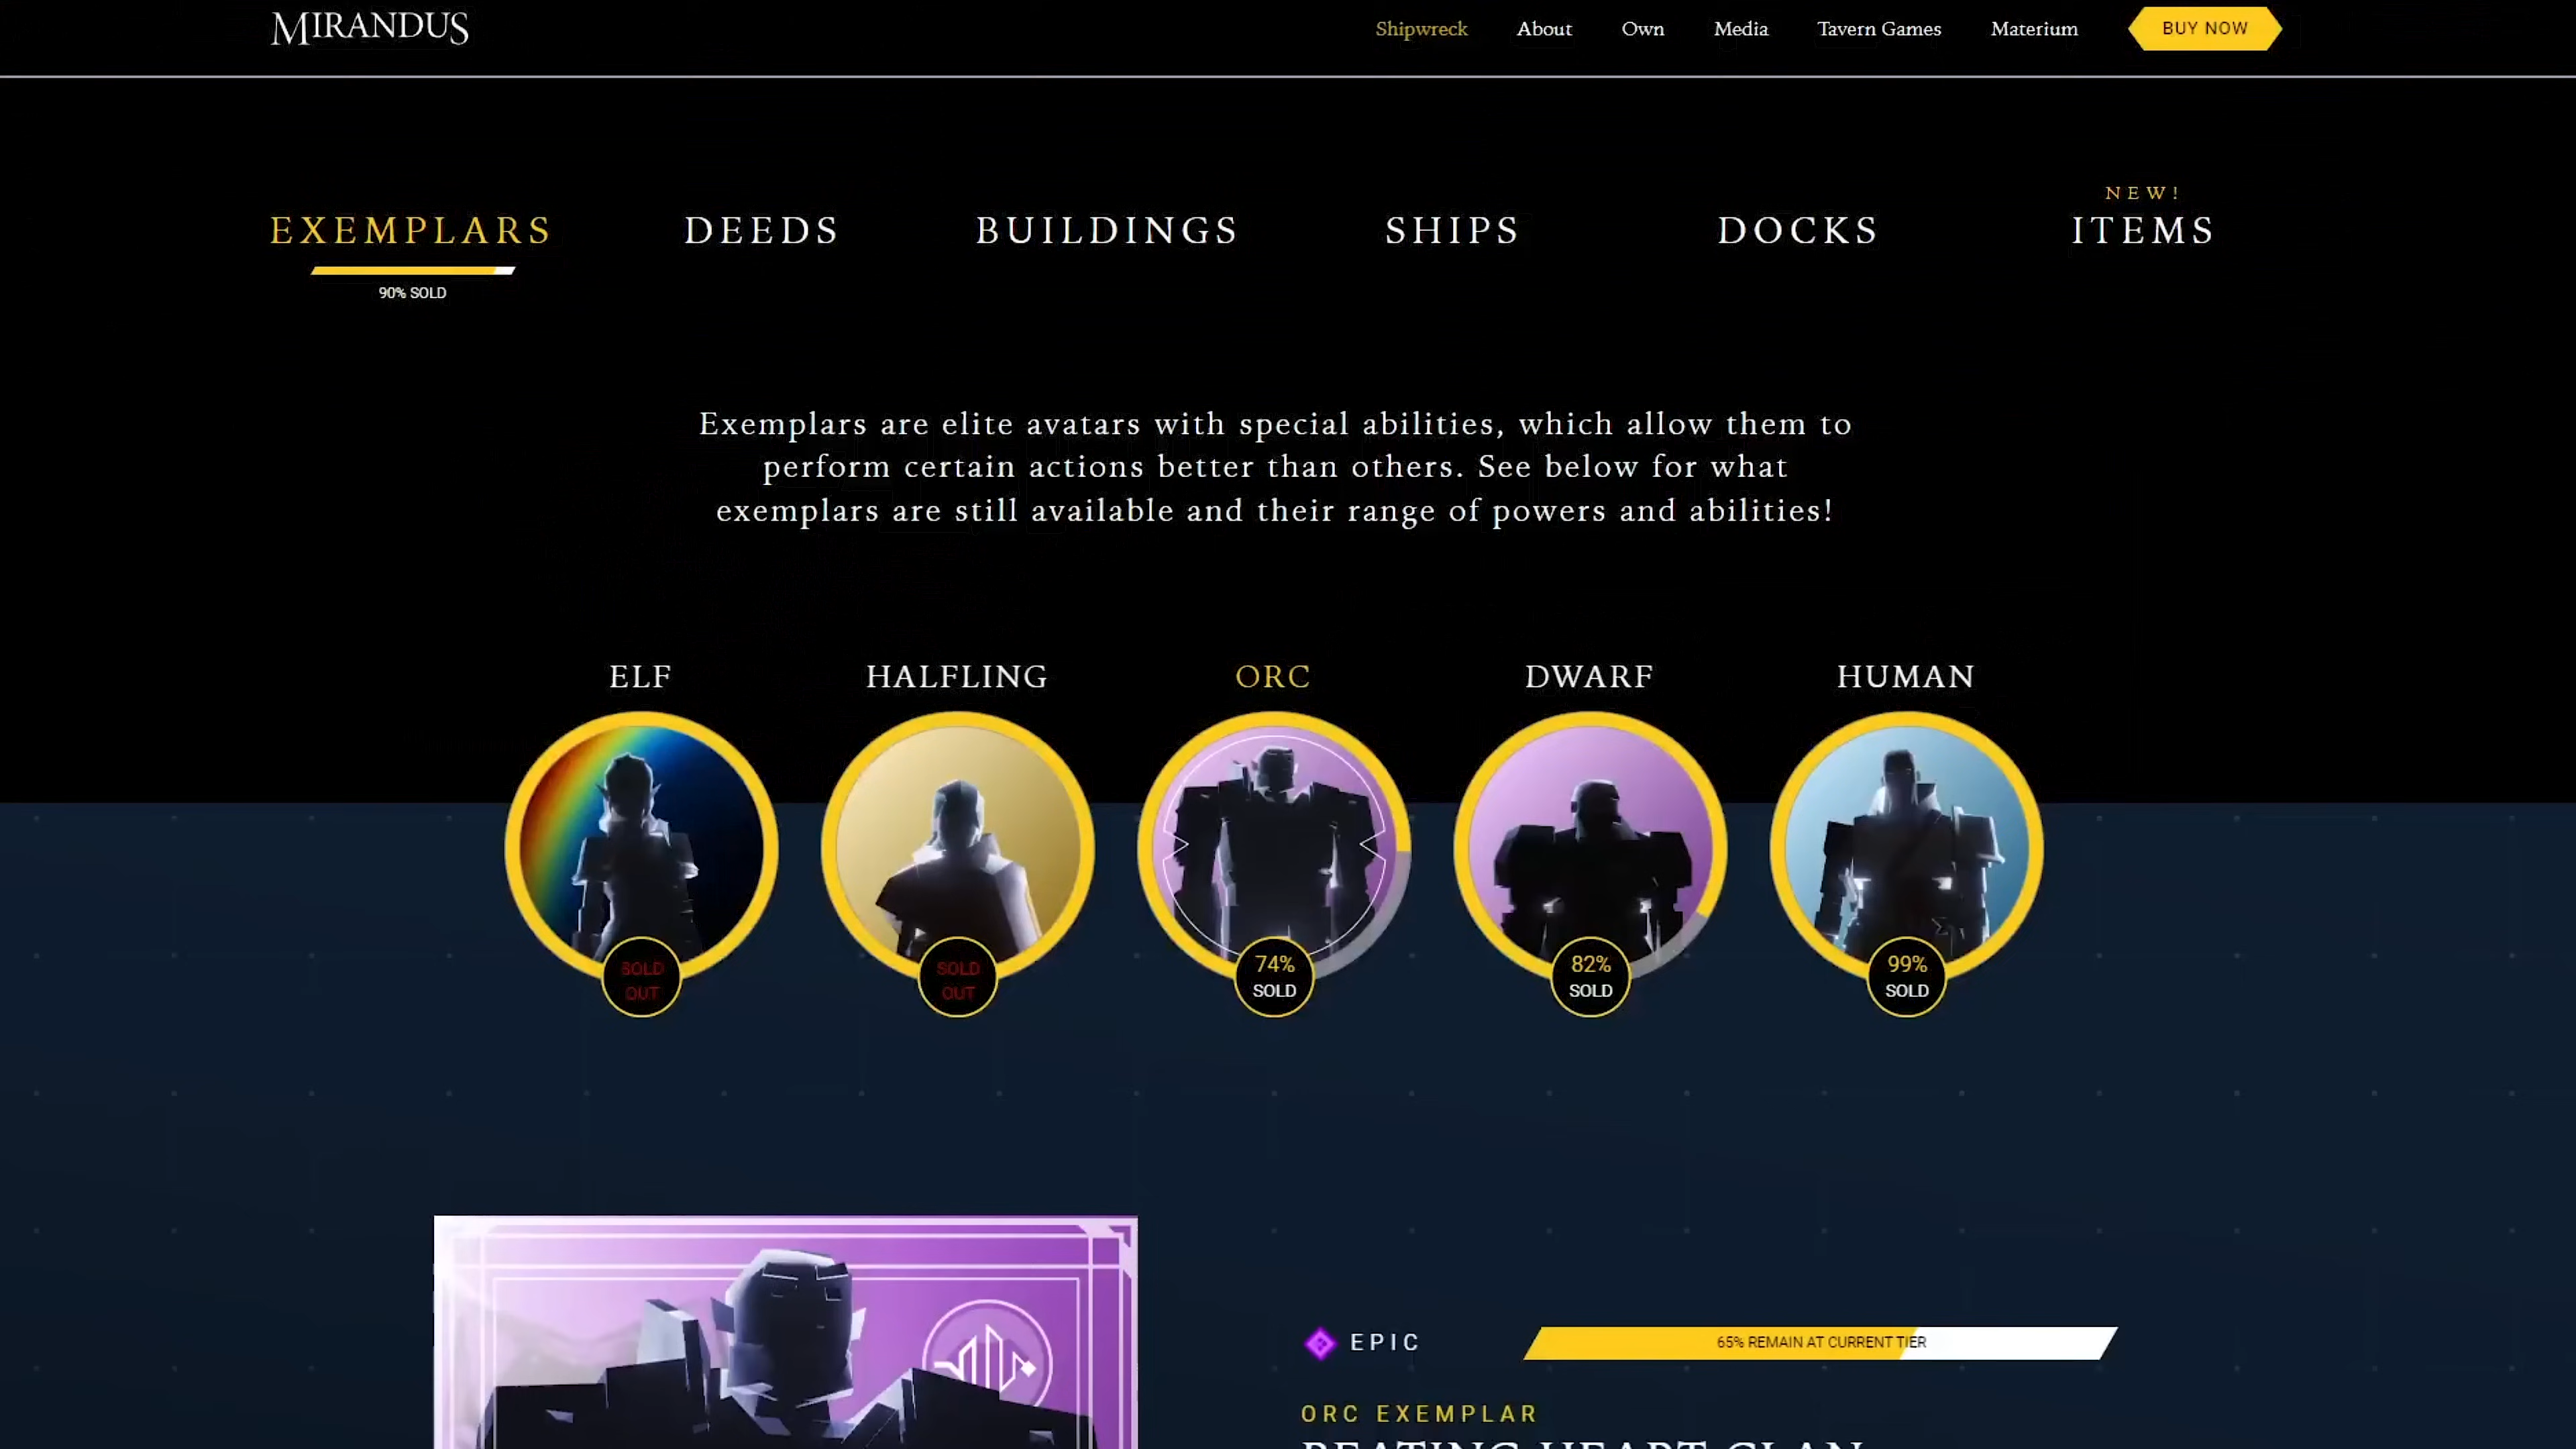 MIRANDUS
Shipwreck About Own Media Tavern Games Materium BUY NOW
NEW!
EXEMPLARS DEEDS BUILDINGS SHIPS DOCKS ITEMS
90% SOLD
Exemplars are elite avatars with special abilities, which allow them to
perform certain actions better than others. See below for what
exemplars are still available and their range of powers and abilities!
ELF HALFLING ORC DWARF HUMAN
SOLD OUT
SOLD OUT
74% SOLD
82% SOLD
99% SOLD
EPIC
65% REMAIN AT CURRENT TIER
ORC EXEMPLAR
BEATING HEART CLAN